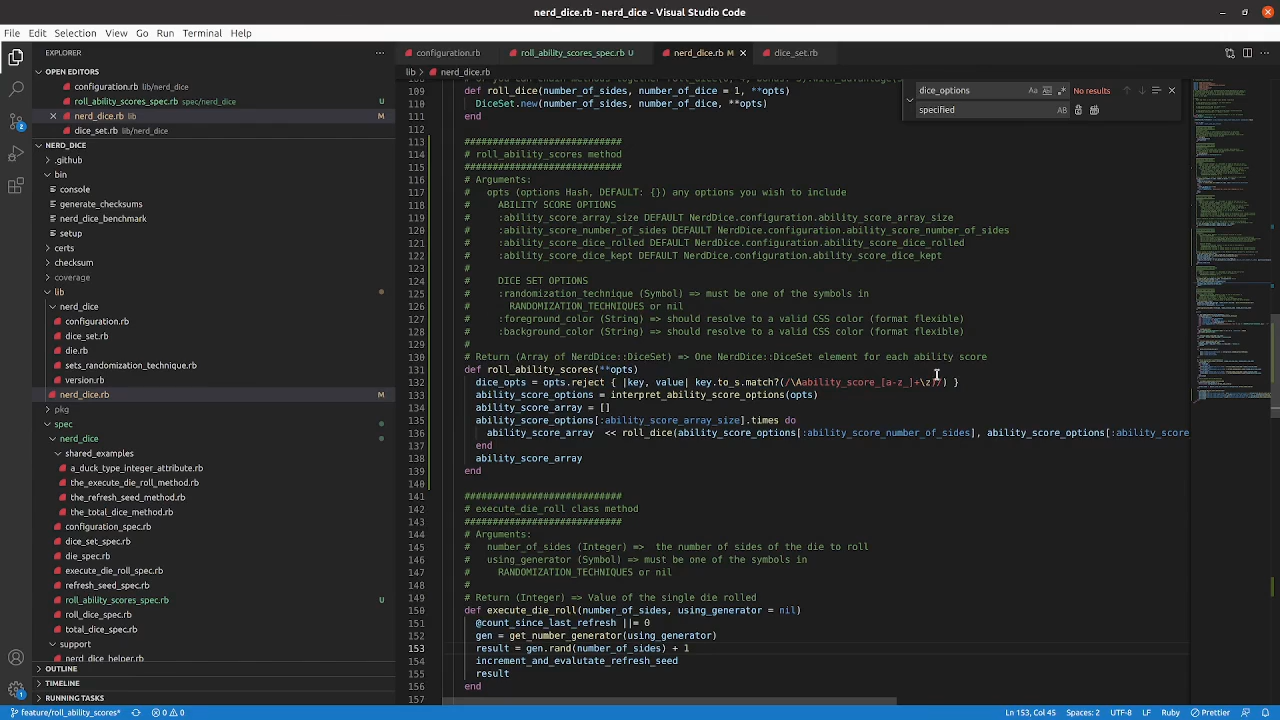 nerd_dice.rb - nerd_dice - Visual Studio Code
File Edit Selection View Go Run Terminal Help
EXPLORER
OPEN EDITORS
configuration.rb lib/nerd_dice
roll_ability_scores_spec.rb spec/nerd_dice U
nerd_dice.rb lib M
dice_set.rb lib/nerd_dice
NERD_DICE
.github
bin
console
generate_checksums
nerd_dice_benchmark
setup
certs
checksum
coverage
lib
nerd_dice
configuration.rb
dice_set.rb
die.rb
sets_randomization_technique.rb
version.rb
nerd_dice.rb M
pkg
spec
nerd_dice
shared_examples
a_duck_type_integer_attribute.rb
the_execute_die_roll_method.rb
the_refresh_seed_method.rb
the_total_dice_method.rb
configuration_spec.rb
dice_set_spec.rb
die_spec.rb
execute_die_roll_spec.rb
refresh_seed_spec.rb
roll_ability_scores_spec.rb U
roll_dice_spec.rb
total_dice_spec.rb
support
nerd_dice_helper.rb
OUTLINE
TIMELINE
RUNNING TASKS
2
1
configuration.rb roll_ability_scores_spec.rb U nerd_dice.rb M dice_set.rb
lib nerd_dice.rb
dice_options Aa No results
specified AB
109 def roll_dice(number_of_sides, number_of_dice = 1, **opts)
110 DiceSet.new(number_of_sides, number_of_dice, **opts)
111 end
112
113 ############################
114 # roll_ability_scores method
115 ############################
116 # Arguments:
117 # opts (options Hash, DEFAULT: {}) any options you wish to include
118 # ABILITY SCORE OPTIONS
119 # :ability_score_array_size DEFAULT NerdDice.configuration.ability_score_array_size
120 # :ability_score_number_of_sides DEFAULT NerdDice.configuration.ability_score_number_of_sides
121 # :ability_score_dice_rolled DEFAULT NerdDice.configuration.ability_score_dice_rolled
122 # :ability_score_dice_kept DEFAULT NerdDice.configuration.ability_score_dice_kept
123 #
124 # DICE OPTIONS
125 # :randomization_technique (Symbol) => must be one of the symbols in
126 # RANDOMIZATION_TECHNIQUES or nil
127 # :foreground_color (String) => should resolve to a valid CSS color (format flexible)
128 # :background_color (String) => should resolve to a valid CSS color (format flexible)
129 #
130 # Return (Array of NerdDice::DiceSet) => One NerdDice::DiceSet element for each ability score
131 def roll_ability_scores(**opts)
132 dice_opts = opts.reject { |key, value| key.to_s.match?(/\Aability_score_[a-z_]+\z/) }
133 ability_score_options = interpret_ability_score_options(opts)
134 ability_score_array = []
135 ability_score_options[:ability_score_array_size].times do
136 ability_score_array << roll_dice(ability_score_options[:ability_score_number_of_sides], ability_score_options[:ability_score
137 end
138 ability_score_array
139 end
140
141 ############################
142 # execute_die_roll class method
143 ############################
144 # Arguments:
145 # number_of_sides (Integer) => the number of sides of the die to roll
146 # using_generator (Symbol) => must be one of the symbols in
147 # RANDOMIZATION_TECHNIQUES or nil
148 #
149 # Return (Integer) => Value of the single die rolled
150 def execute_die_roll(number_of_sides, using_generator = nil)
151 @count_since_last_refresh ||= 0
152 gen = get_number_generator(using_generator)
153 result = gen.rand(number_of_sides) + 1
154 increment_and_evalutate_refresh_seed
155 result
156 end
157
feature/roll_ability_scores* 0 0 Ln 153, Col 45 Spaces: 2 UTF-8 LF Ruby Prettier